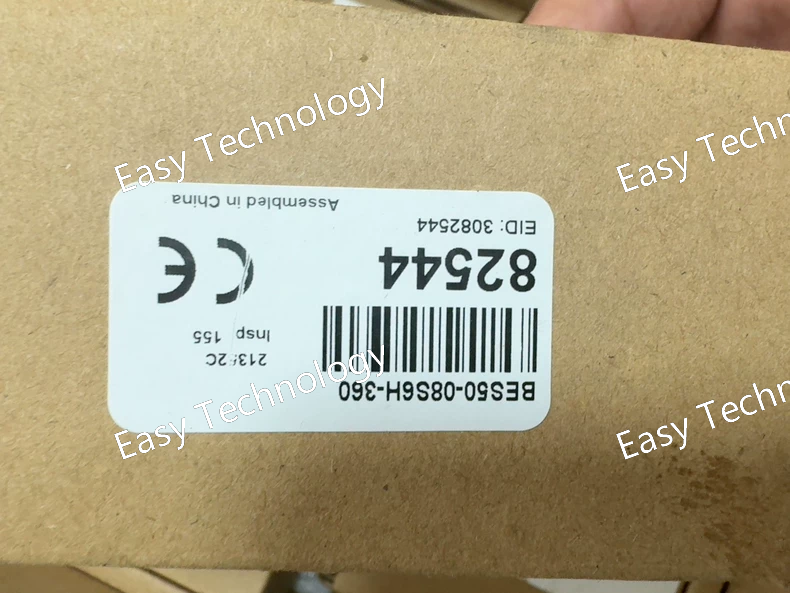 BES50-08S6H-360
82544
EID: 3082544
Insp 155
Assembled in China
CE
Easy Technology
Easy Techn
Easy Technology
Easy Techn